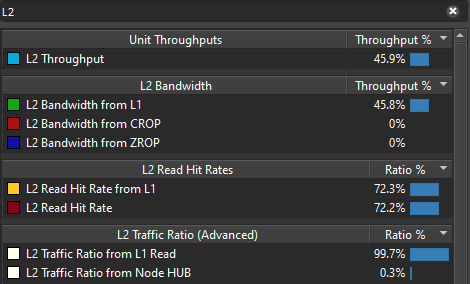 L2
Unit Throughputs Throughput %
L2 Throughput 45.9%
L2 Bandwidth Throughput %
L2 Bandwidth from L1 45.8%
L2 Bandwidth from CROP 0%
L2 Bandwidth from ZROP 0%
L2 Read Hit Rates Ratio %
L2 Read Hit Rate from L1 72.3%
L2 Read Hit Rate 72.2%
L2 Traffic Ratio (Advanced) Ratio %
L2 Traffic Ratio from L1 Read 99.7%
L2 Traffic Ratio from Node HUB 0.3%